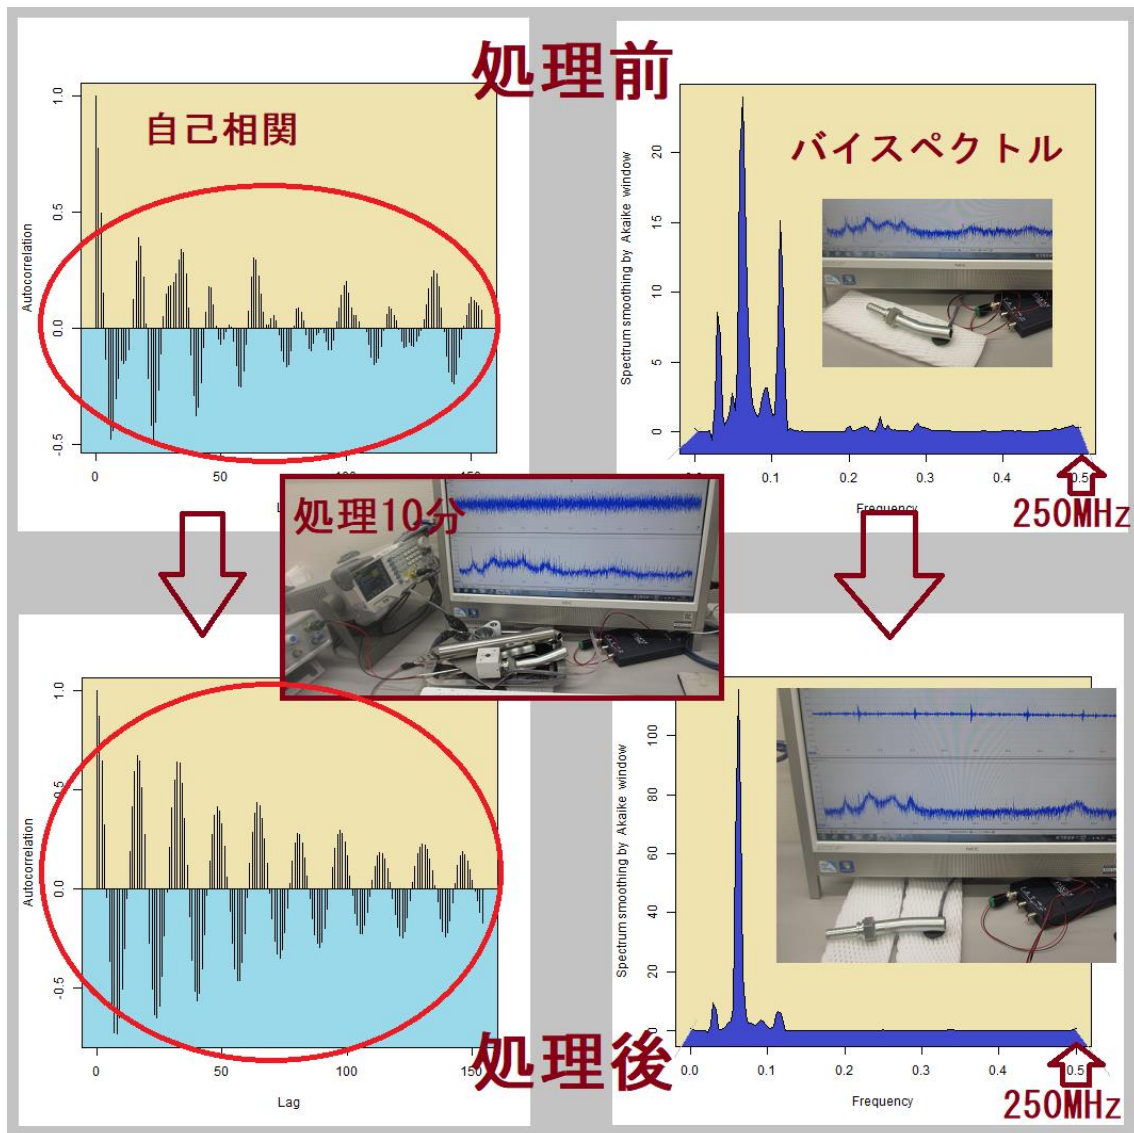 処理前
自己相関
Autocorrelation
1.0
0.5
0.0
-0.5
0
50
100
150
バイスペクトル
Spectrum smoothing by Akaike window
20
15
10
5
0
0.1
0.2
0.3
0.4
0.5
Frequency
250MHz
処理10分
Autocorrelation
1.0
0.5
0.0
-0.5
0
50
100
150
Lag
Spectrum smoothing by Akaike window
100
80
60
40
20
0
0.0
0.1
0.2
0.3
0.4
0.5
Frequency
250MHz
処理後